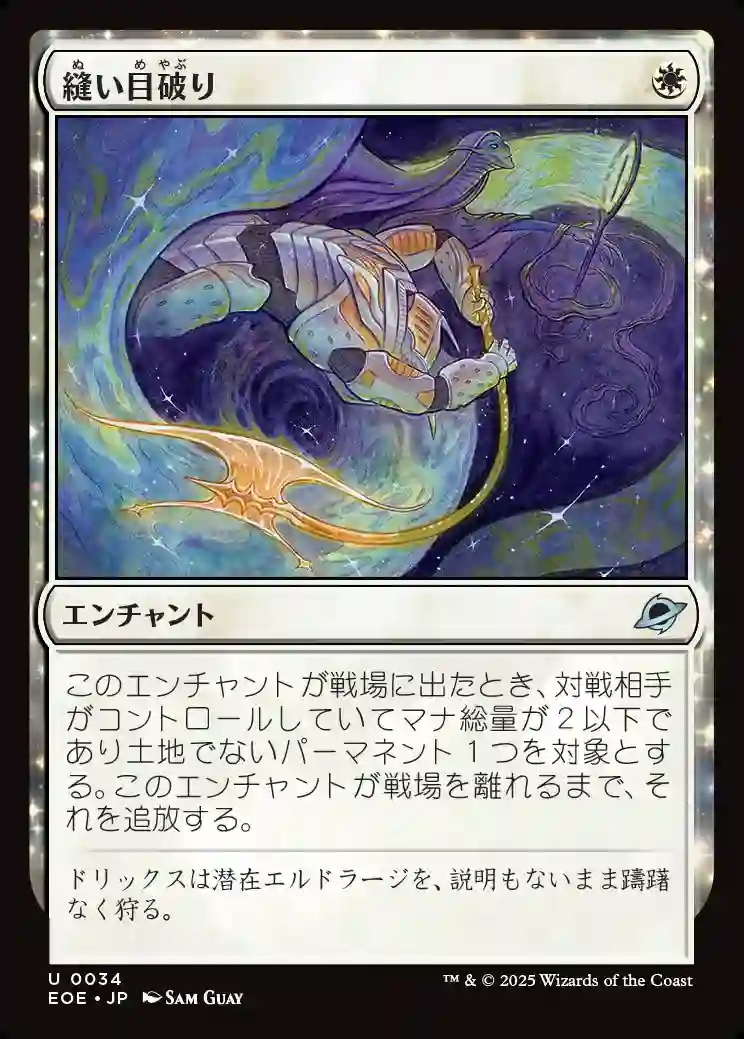 縫い目破り
エンチャント
このエンチャントが戦場に出たとき、対戦相手
がコントロールしていてマナ総量が2以下で
あり土地でないパーマネント1つを対象とす
る。このエンチャントが戦場を離れるまで、そ
れを追放する。
ドリックスは潜在エルドラージを、説明もないまま躊躇
なく狩る。
U 0034
EOE • JP SAM GUAY
™ & © 2025 Wizards of the Coast